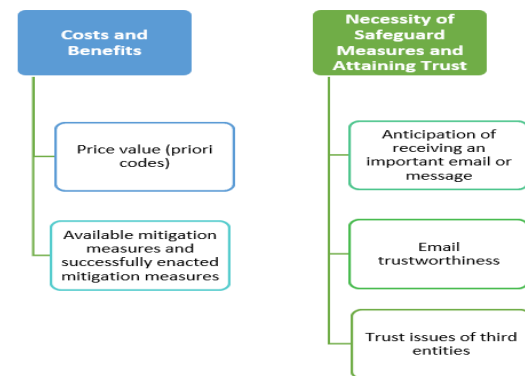 Costs and
Benefits
Price value (priori
codes)
Available mitigation
measures and
successfully enacted
mitigation measures
Necessity of
Safeguard
Measures and
Attaining Trust
Anticipation of
receiving an
important email or
message
Email
trustworthiness
Trust issues of third
entities